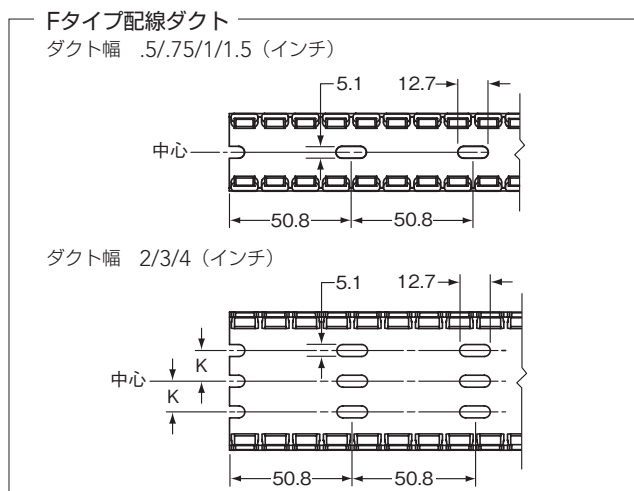 Fタイプ配線ダクト
ダクト幅 .5/.75/1/1.5（インチ）
5.1 12.7
中心
50.8 50.8
ダクト幅 2/3/4（インチ）
5.1 12.7
K
中心
K
50.8 50.8